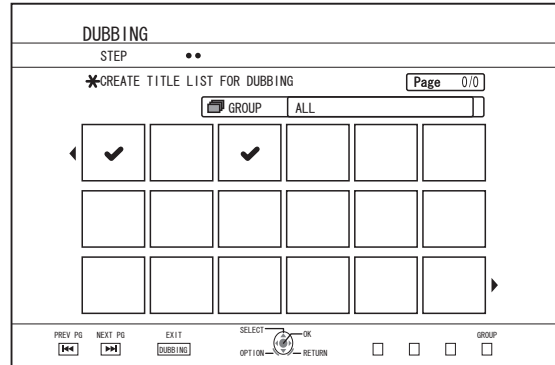 DUBBING
STEP
✱CREATE TITLE LIST FOR DUBBING
Page 0/0
GROUP ALL
PREV PG NEXT PG EXIT SELECT OK GROUP
DUBBING OPTION RETURN